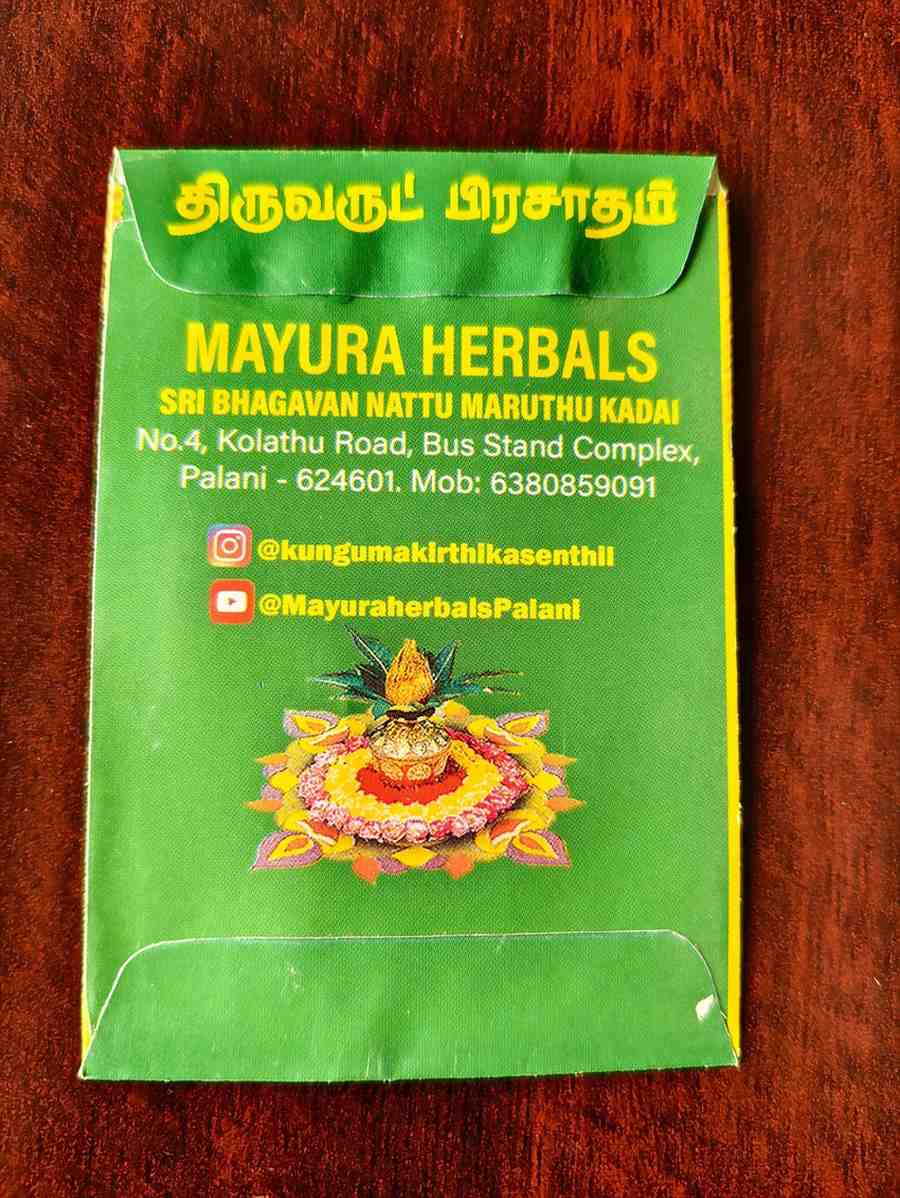 திருவருட் பிரசாதம்
MAYURA HERBALS
SRI BHAGAVAN NATTU MARUTHU KADAI
No.4, Kolathu Road, Bus Stand Complex,
Palani - 624601. Mob: 6380859091
@kungumakirthikasenthil
@MayuraherbalsPalani